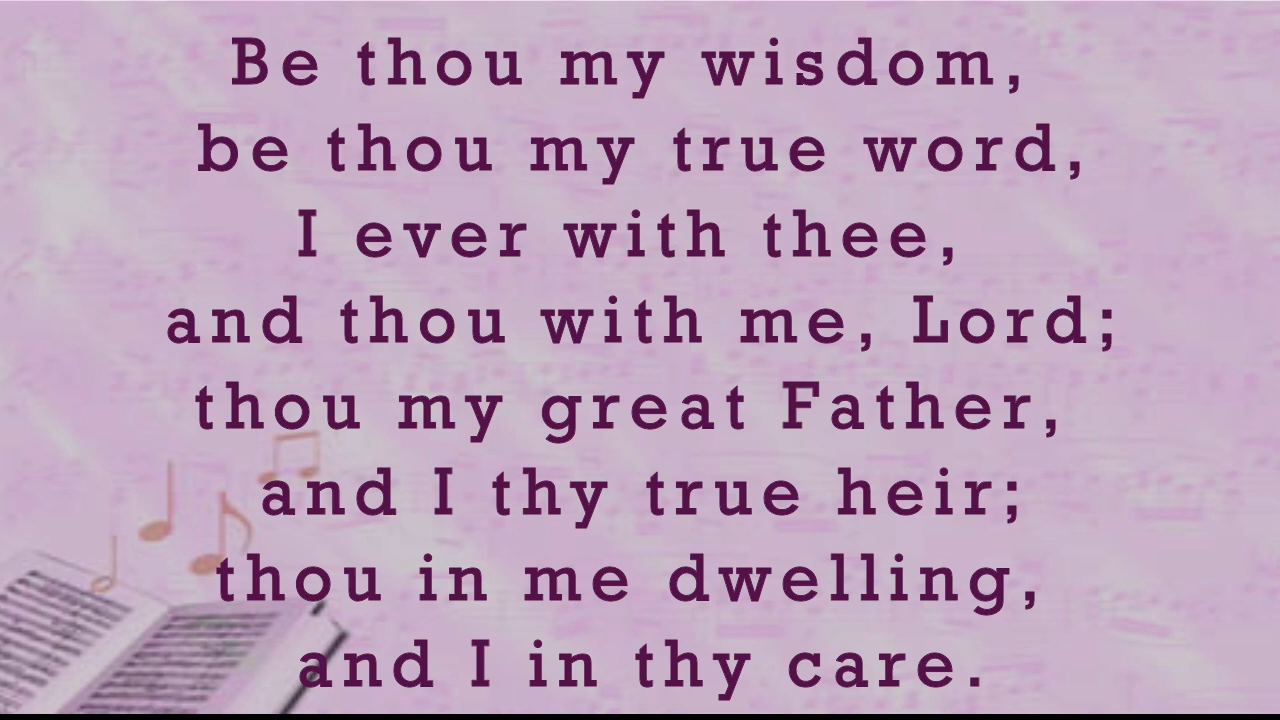 Be thou my wisdom,
be thou my true word,
I ever with thee,
and thou with me, Lord;
thou my great Father,
and I thy true heir;
thou in me dwelling,
and I in thy care.